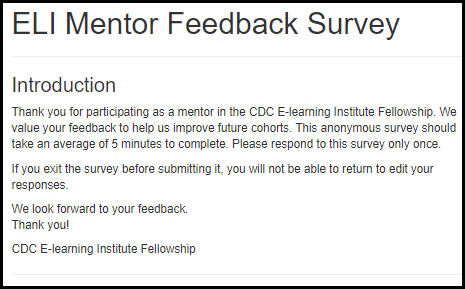 ELI Mentor Feedback Survey
Introduction
Thank you for participating as a mentor in the CDC E-learning Institute Fellowship. We
value your feedback to help us improve future cohorts. This anonymous survey should
take an average of 5 minutes to complete. Please respond to this survey only once.
If you exit the survey before submitting it, you will not be able to return to edit your
responses.
We look forward to your feedback.
Thank you!
CDC E-learning Institute Fellowship